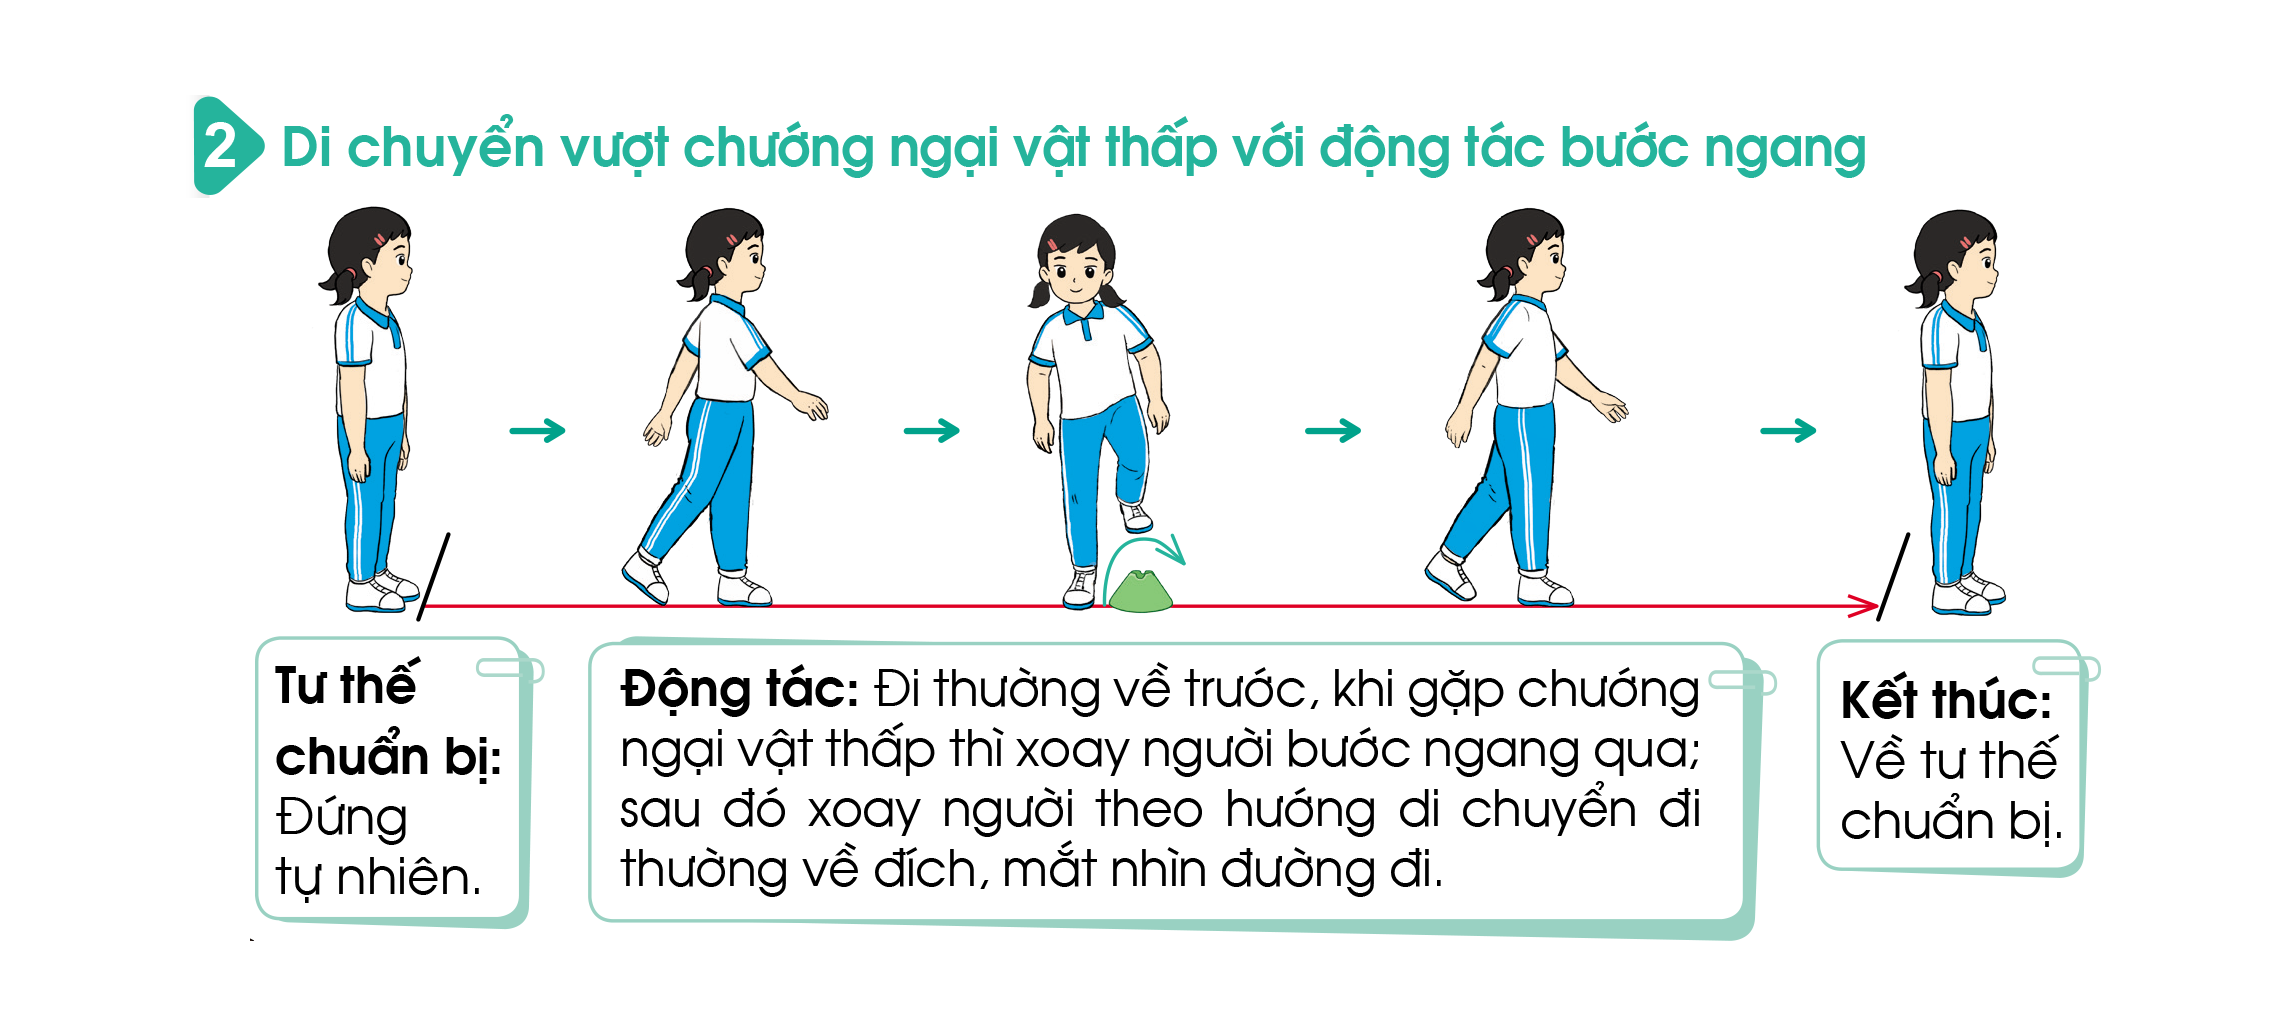 2 Di chuyển vượt chướng ngại vật thấp với động tác bước ngang
Tư thế
chuẩn bị:
Đứng
tự nhiên.
Động tác: Đi thường về trước, khi gặp chướng
ngại vật thấp thì xoay người bước ngang qua;
sau đó xoay người theo hướng di chuyển đi
thường về đích, mắt nhìn đường đi.
Kết thúc:
Về tư thế
chuẩn bị.